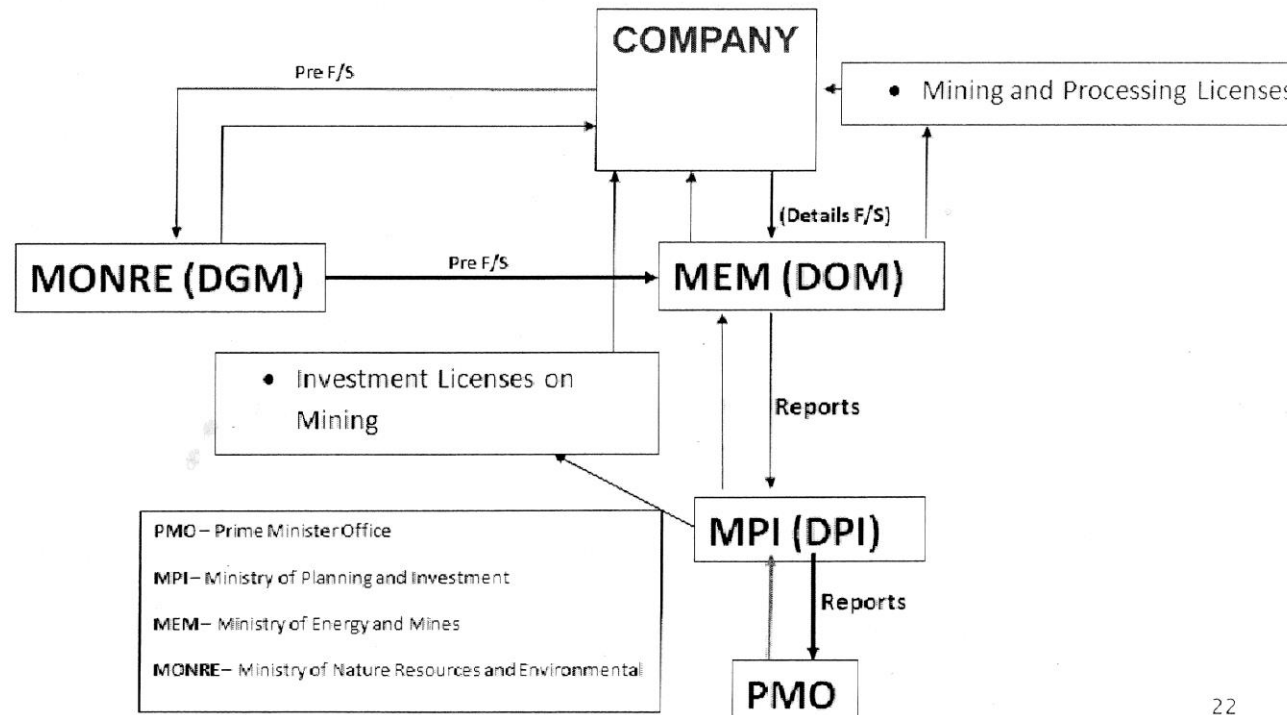 COMPANY
Pre F/S
• Mining and Processing Licenses
(Details F/S)
MONRE (DGM)
Pre F/S
MEM (DOM)
• Investment Licenses on
Mining
Reports
MPI (DPI)
PMO– Prime Minister Office
MPI– Ministry of Planning and Investment
MEM– Ministry of Energy and Mines
MONRE– Ministry of Nature Resources and Environmental
Reports
PMO
22